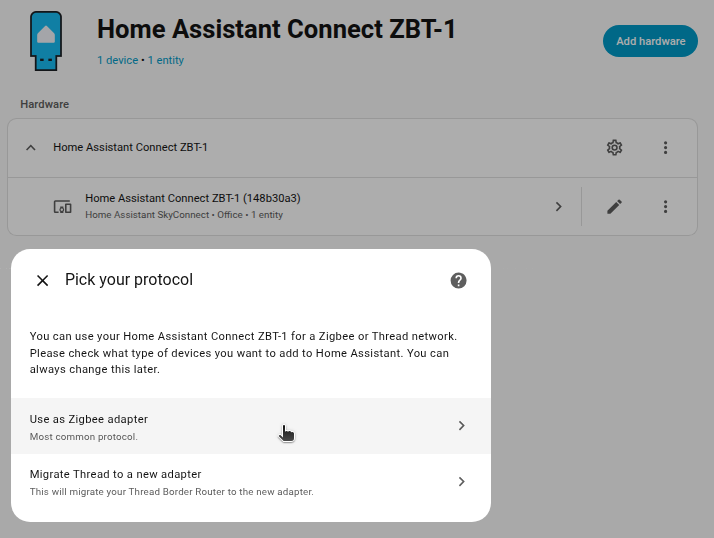 Home Assistant Connect ZBT-1
1 device • 1 entity
Add hardware
Hardware
Home Assistant Connect ZBT-1
Home Assistant Connect ZBT-1 (148b30a3)
Home Assistant SkyConnect • Office • 1 entity
Pick your protocol
You can use your Home Assistant Connect ZBT-1 for a Zigbee or Thread network.
Please check what type of devices you want to add to Home Assistant. You can
always change this later.
Use as Zigbee adapter
Most common protocol.
Migrate Thread to a new adapter
This will migrate your Thread Border Router to the new adapter.